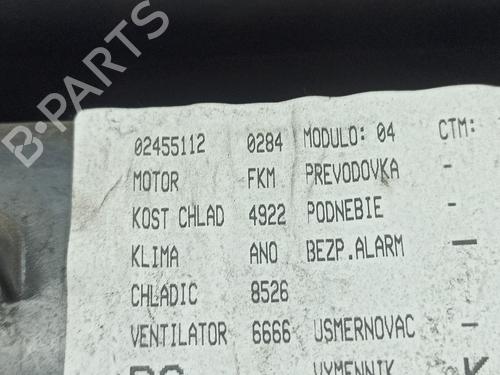 B-PARTS
02455112 0284 MODULO: 04 CTM:
MOTOR FKM PREVODOVKA -
KOST CHLAD 4922 PODNEBIE -
KLIMA ANO BEZP.ALARM —
CHLADIC 8526
VENTILATOR 6666 USMERNOVAC -
VYMENNIK K